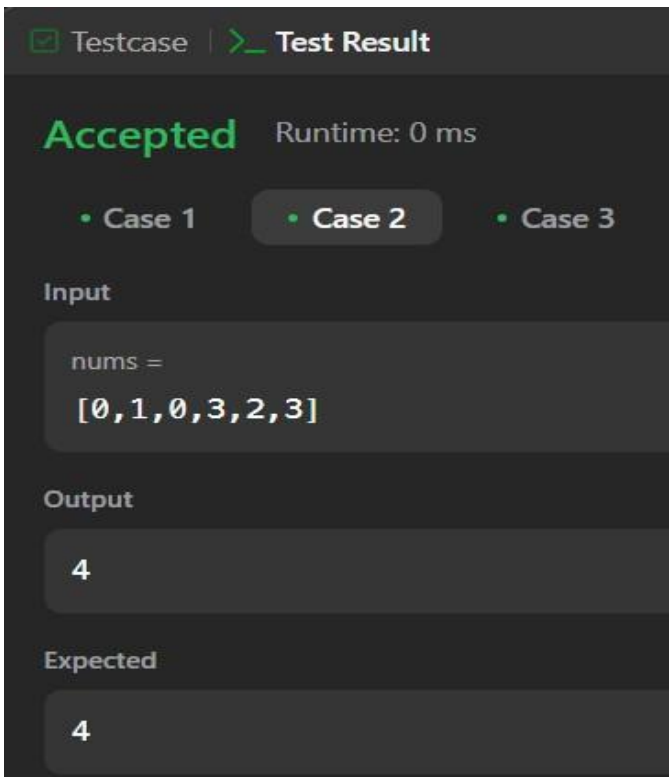 Testcase | >_ Test Result
Accepted Runtime: 0 ms
• Case 1 • Case 2 • Case 3
Input
nums =
[0,1,0,3,2,3]
Output
4
Expected
4